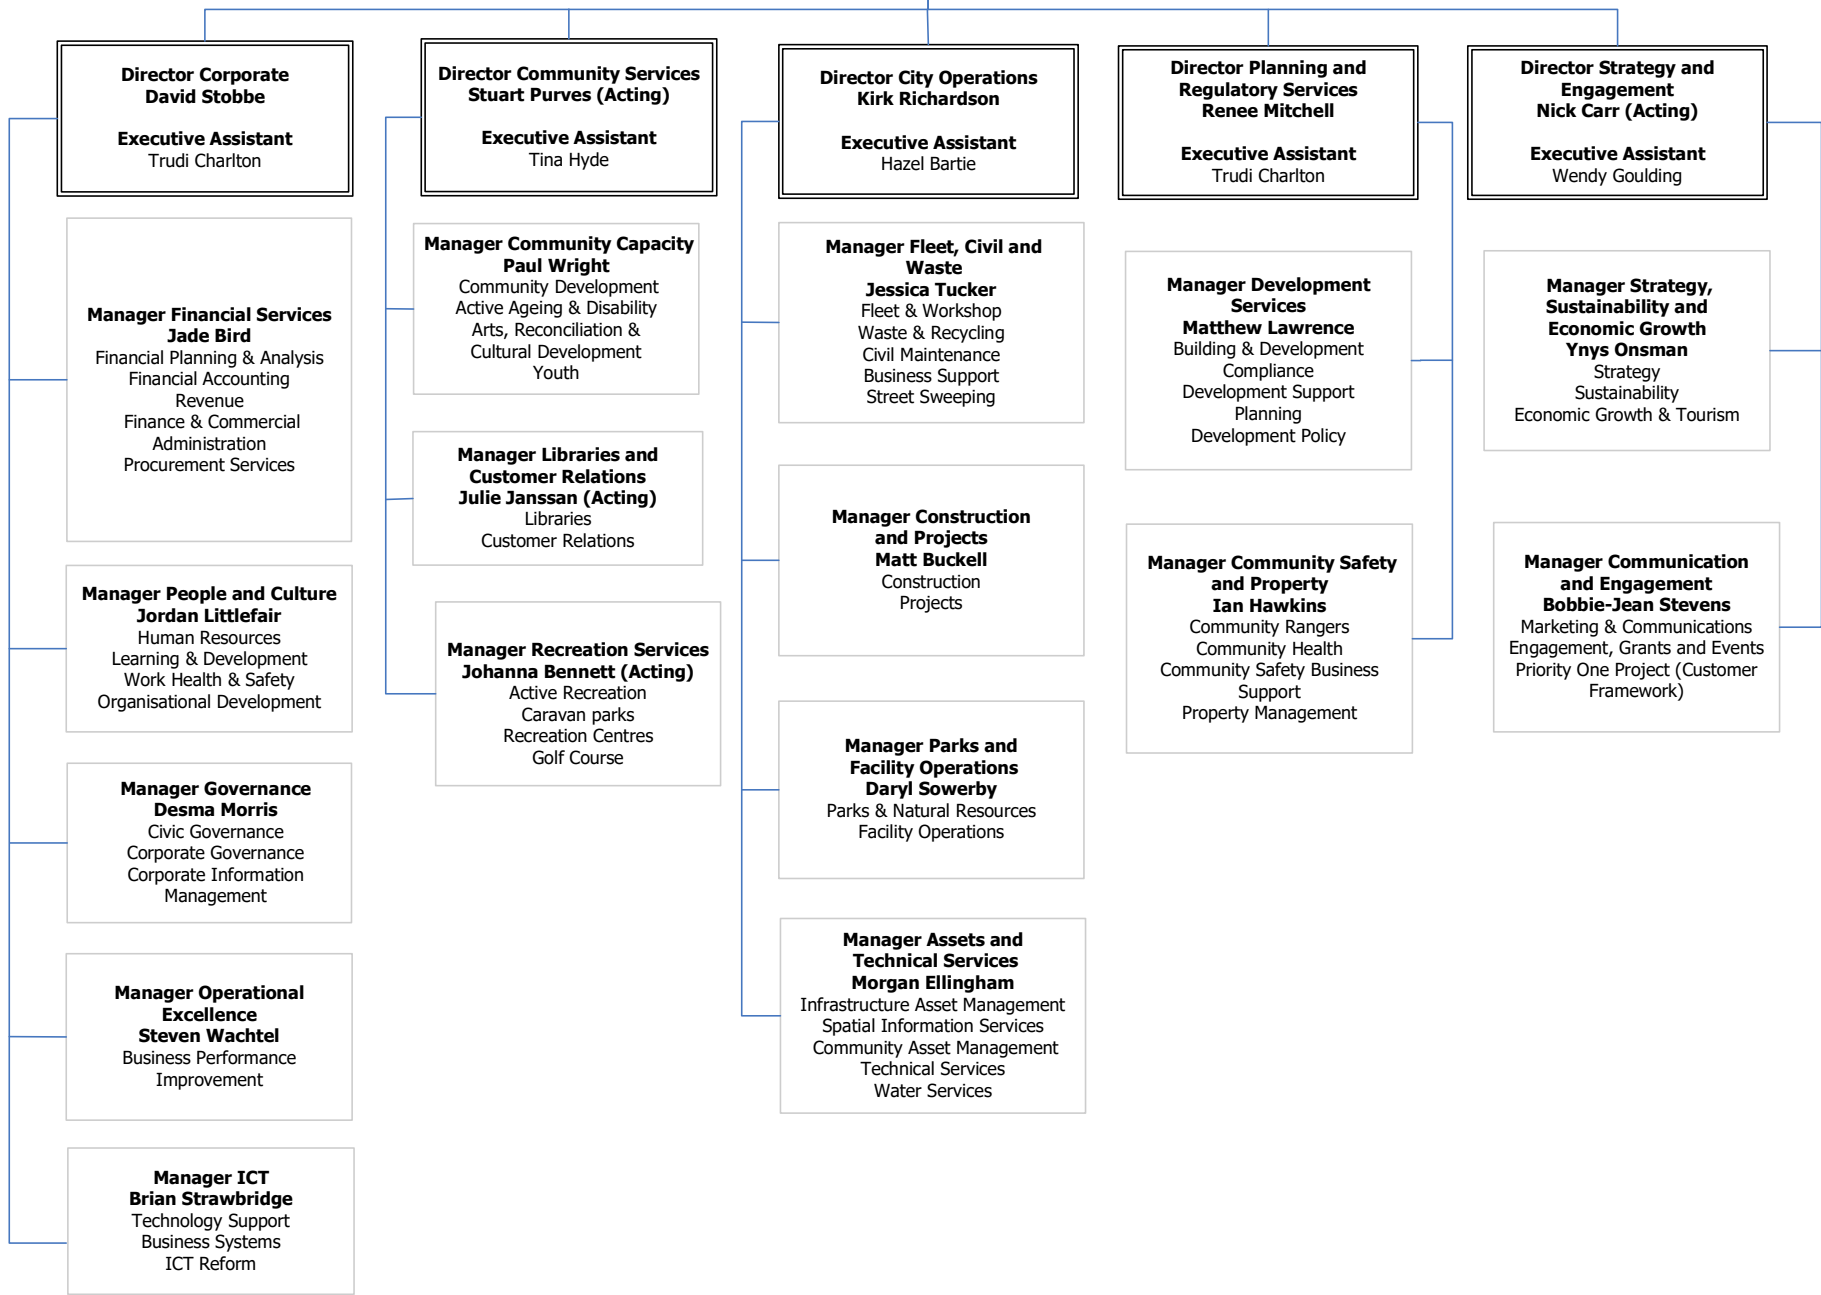 Director Corporate
David Stobbe
Executive Assistant
Trudi Charlton
Manager Financial Services
Jade Bird
Financial Planning & Analysis
Financial Accounting
Revenue
Finance & Commercial
Administration
Procurement Services
Manager People and Culture
Jordan Littlefair
Human Resources
Learning & Development
Work Health & Safety
Organisational Development
Manager Governance
Desma Morris
Civic Governance
Corporate Governance
Corporate Information
Management
Manager Operational
Excellence
Steven Wachtel
Business Performance
Improvement
Manager ICT
Brian Strawbridge
Technology Support
Business Systems
ICT Reform
Director Community Services
Stuart Purves (Acting)
Executive Assistant
Tina Hyde
Manager Community Capacity
Paul Wright
Community Development
Active Ageing & Disability
Arts, Reconciliation &
Cultural Development
Youth
Manager Libraries and
Customer Relations
Julie Janssan (Acting)
Libraries
Customer Relations
Manager Recreation Services
Johanna Bennett (Acting)
Active Recreation
Caravan parks
Recreation Centres
Golf Course
Director City Operations
Kirk Richardson
Executive Assistant
Hazel Bartie
Manager Fleet, Civil and
Waste
Jessica Tucker
Fleet & Workshop
Waste & Recycling
Civil Maintenance
Business Support
Street Sweeping
Manager Construction
and Projects
Matt Buckell
Construction
Projects
Manager Parks and
Facility Operations
Daryl Sowerby
Parks & Natural Resources
Facility Operations
Manager Assets and
Technical Services
Morgan Ellingham
Infrastructure Asset Management
Spatial Information Services
Community Asset Management
Technical Services
Water Services
Director Planning and
Regulatory Services
Renee Mitchell
Executive Assistant
Trudi Charlton
Manager Development
Services
Matthew Lawrence
Building & Development
Compliance
Development Support
Planning
Development Policy
Manager Community Safety
and Property
Ian Hawkins
Community Rangers
Community Health
Community Safety Business
Support
Property Management
Director Strategy and
Engagement
Nick Carr (Acting)
Executive Assistant
Wendy Goulding
Manager Strategy,
Sustainability and
Economic Growth
Ynys Onsman
Strategy
Sustainability
Economic Growth & Tourism
Manager Communication
and Engagement
Bobbie-Jean Stevens
Marketing & Communications
Engagement, Grants and Events
Priority One Project (Customer
Framework)